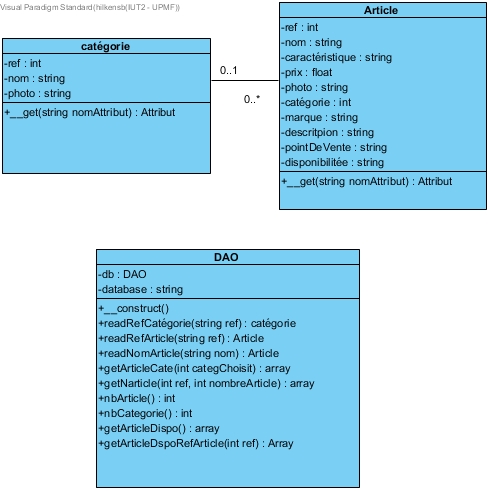 Visual Paradigm Standard(hilkensb(IUT2 - UPMF))
catégorie
-ref : int
-nom : string
-photo : string
+__get(string nomAttribut) : Attribut
0..1
0..*
Article
-ref : int
-nom : string
-caractéristique : string
-prix : float
-photo : string
-catégorie : int
-marque : string
-descritpion : string
-pointDeVente : string
-disponibilitée : string
+__get(string nomAttribut) : Attribut
DAO
-db : DAO
-database : string
+__construct()
+readRefCatégorie(string ref) : catégorie
+readRefArticle(string ref) : Article
+readNomArticle(string nom) : Article
+getArticleCate(int categChoisit) : array
+getNarticle(int ref, int nombreArticle) : array
+nbArticle() : int
+nbCategorie() : int
+getArticleDispo() : array
+getArticleDspoRefArticle(int ref) : Array